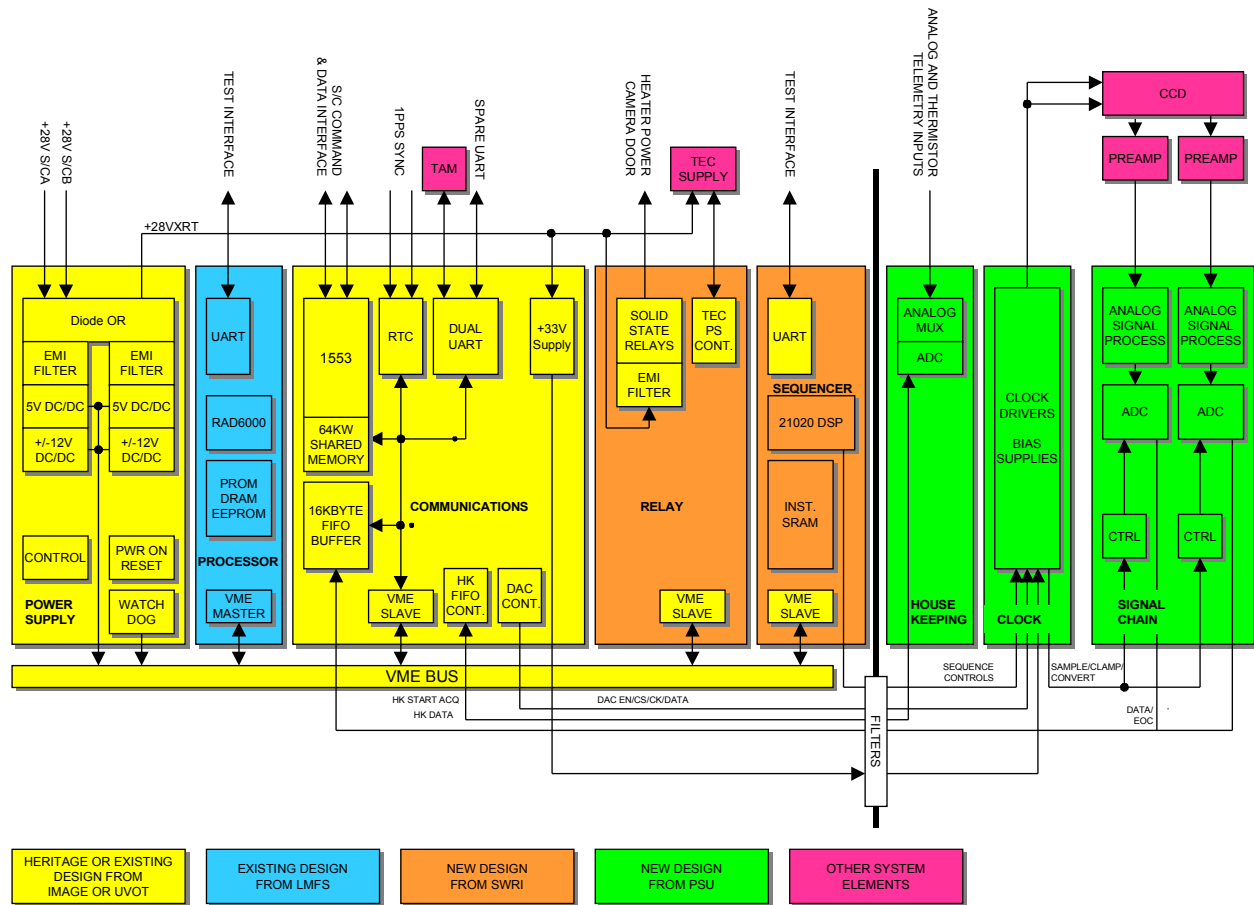 +28V S/CA
+28V S/CB
TEST INTERFACE
S/C COMMAND
& DATA INTERFACE
1PPS SYNC
TAM
SPARE UART
HEATER POWER
CAMERA DOOR
TEC
SUPPLY
TEST INTERFACE
ANALOG AND THERMISTOR
TELEMETRY INPUTS
CCD
PREAMP
PREAMP
+28VXRT
Diode OR
EMI
FILTER
EMI
FILTER
5V DC/DC
5V DC/DC
+/-12V
DC/DC
+/-12V
DC/DC
CONTROL
PWR ON
RESET
WATCH
DOG
POWER
SUPPLY
UART
RAD6000
PROM
DRAM
EEPROM
PROCESSOR
VME
MASTER
1553
64KW
SHARED
MEMORY
16KBYTE
FIFO
BUFFER
RTC
DUAL
UART
+33V
Supply
COMMUNICATIONS
VME
SLAVE
HK
FIFO
CONT.
DAC
CONT.
SOLID
STATE
RELAYS
EMI
FILTER
TEC
PS
CONT.
RELAY
VME
SLAVE
UART
SEQUENCER
21020 DSP
INST.
SRAM
VME
SLAVE
ANALOG
MUX
ADC
HOUSE
KEEPING
CLOCK
DRIVERS
BIAS
SUPPLIES
CLOCK
ANALOG
SIGNAL
PROCESS
ANALOG
SIGNAL
PROCESS
ADC
ADC
CTRL
CTRL
SIGNAL
CHAIN
VME BUS
SEQUENCE
CONTROLS
SAMPLE/CLAMP/
CONVERT
HK START ACQ
DAC EN/CS/CK/DATA
HK DATA
DATA/
EOC
FILTERS
HERITAGE OR EXISTING
DESIGN FROM
IMAGE OR UVOT
EXISTING DESIGN
FROM LMFS
NEW DESIGN
FROM SWRI
NEW DESIGN
FROM PSU
OTHER SYSTEM
ELEMENTS